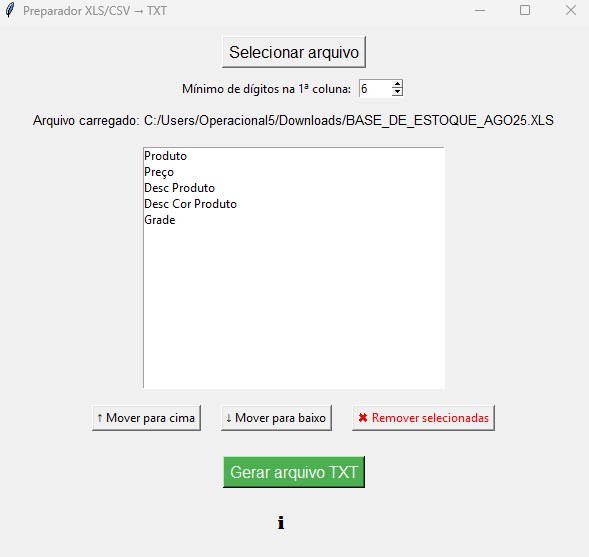 Preparador XLS/CSV → TXT
Selecionar arquivo
Mínimo de dígitos na 1ª coluna: 6
Arquivo carregado: C:/Users/Operacional5/Downloads/BASE_DE_ESTOQUE_AGO25.XLS
Produto
Preço
Desc Produto
Desc Cor Produto
Grade
↑ Mover para cima ↓ Mover para baixo ✖ Remover selecionadas
Gerar arquivo TXT
ℹ